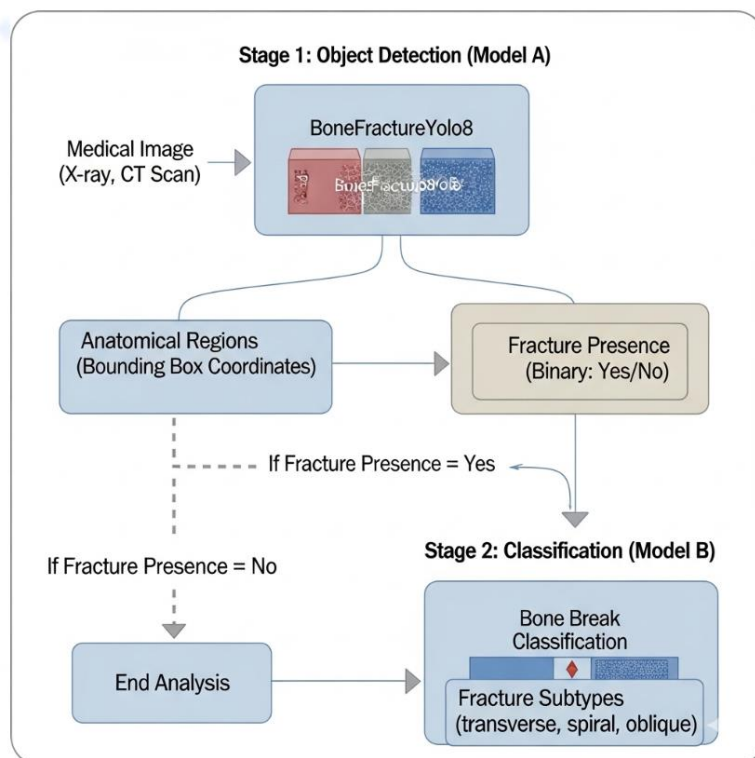 Stage 1: Object Detection (Model A)
BoneFractureYolo8
Medical Image
(X-ray, CT Scan)
Anatomical Regions
(Bounding Box Coordinates)
Fracture Presence
(Binary: Yes/No)
If Fracture Presence = Yes
Stage 2: Classification (Model B)
If Fracture Presence = No
Bone Break
Classification
End Analysis
Fracture Subtypes
(transverse, spiral, oblique)